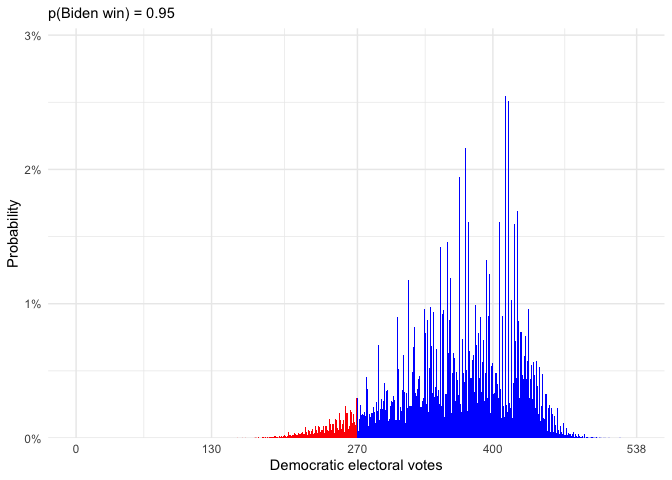 p(Biden win) = 0.95
3%
2%
1%
0%
Probability
0 130 270 400 538
Democratic electoral votes